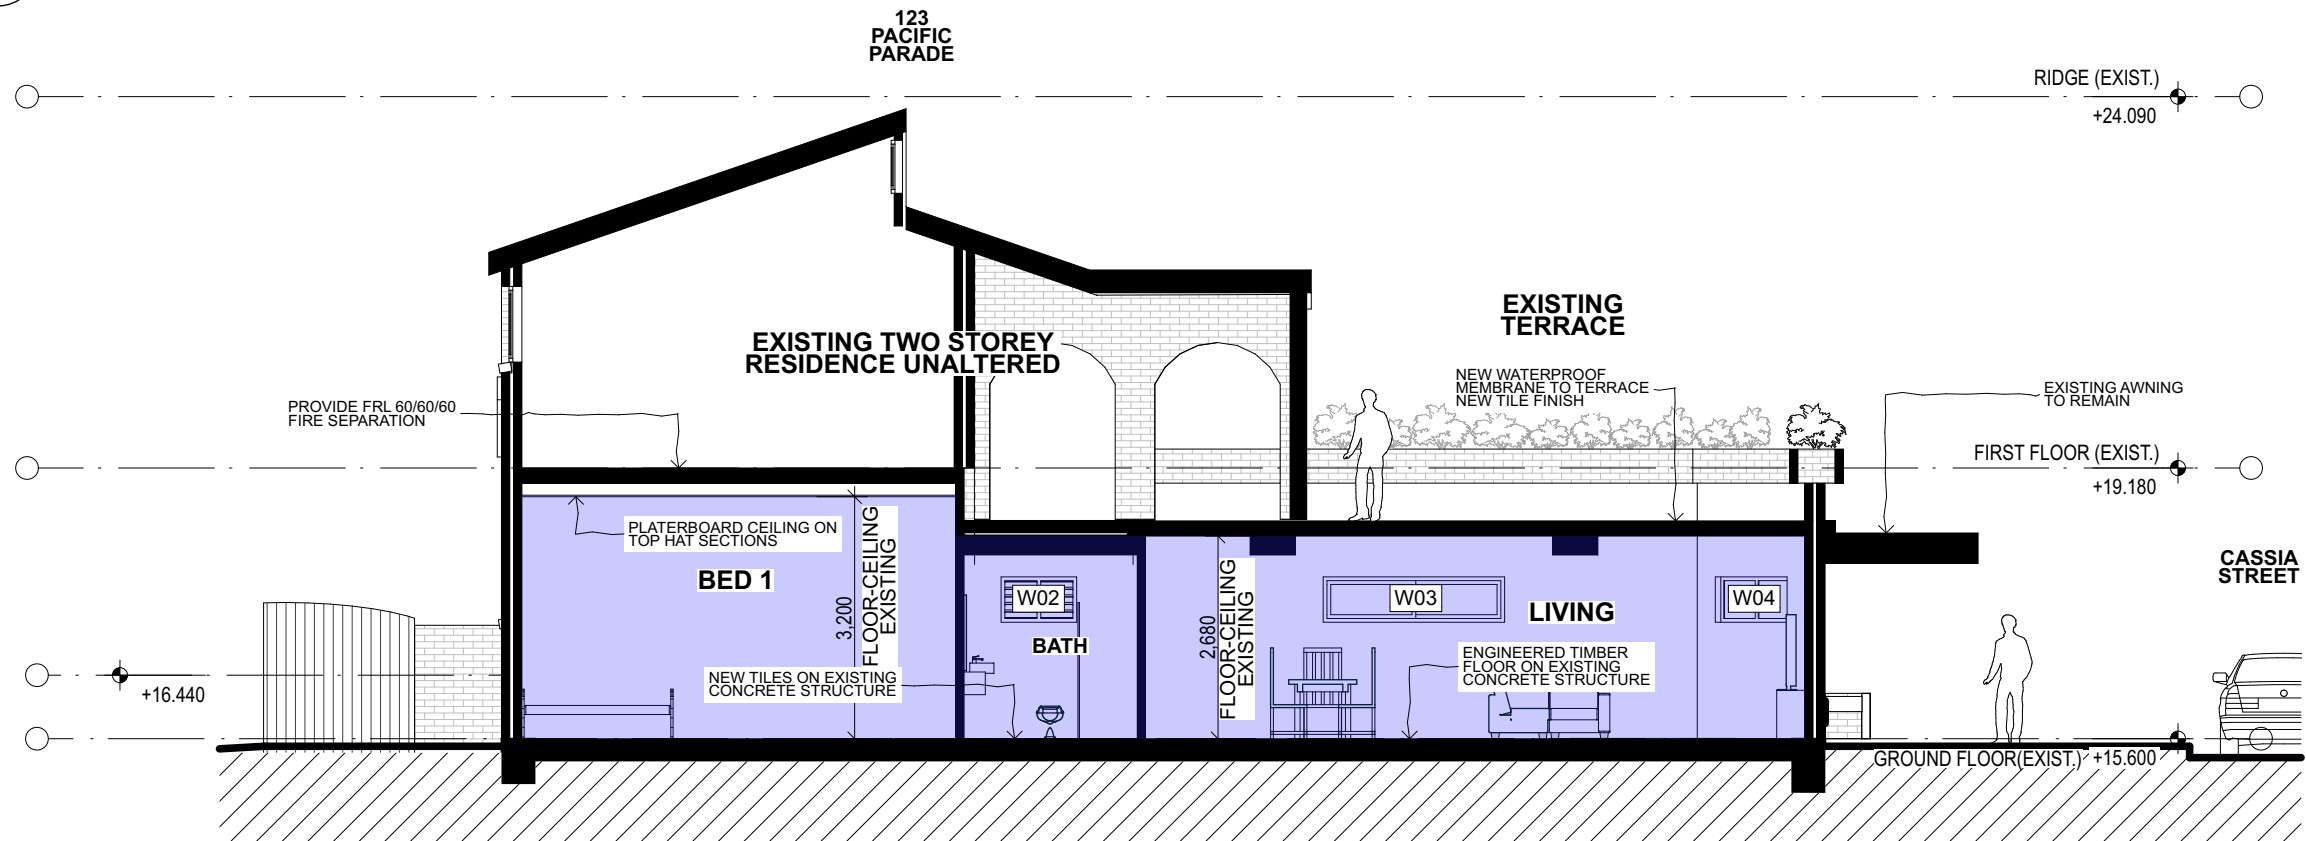 123
PACIFIC
PARADE
RIDGE (EXIST.)
+24.090
EXISTING
TERRACE
EXISTING TWO STOREY
RESIDENCE UNALTERED
NEW WATERPROOF
MEMBRANE TO TERRACE
NEW TILE FINISH
EXISTING AWNING
TO REMAIN
PROVIDE FRL 60/60/60
FIRE SEPARATION
FIRST FLOOR (EXIST.)
+19.180
PLATERBOARD CEILING ON
TOP HAT SECTIONS
BED 1
3,200
FLOOR-CEILING
EXISTING
W02
BATH
2,680
FLOOR-CEILING
EXISTING
W03
LIVING
W04
CASSIA
STREET
NEW TILES ON EXISTING
CONCRETE STRUCTURE
ENGINEERED TIMBER
FLOOR ON EXISTING
CONCRETE STRUCTURE
+16.440
GROUND FLOOR(EXIST.)
+15.600